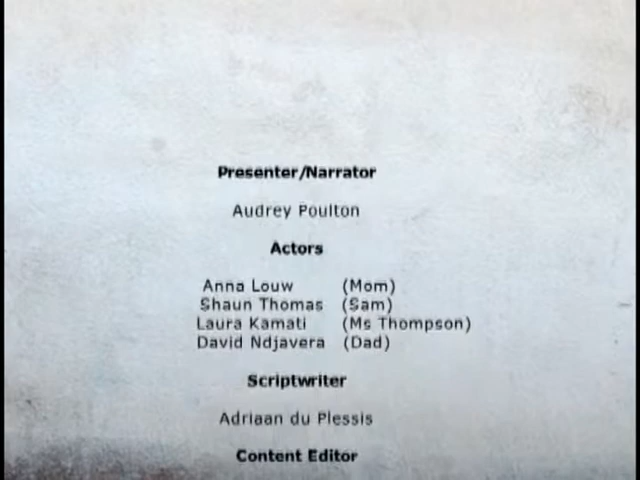 Presenter/Narrator
Audrey Poulton
Actors
Anna Louw (Mom)
Shaun Thomas (Sam)
Laura Kamati (Ms Thompson)
David Ndjavera (Dad)
Scriptwriter
Adriaan du Plessis
Content Editor